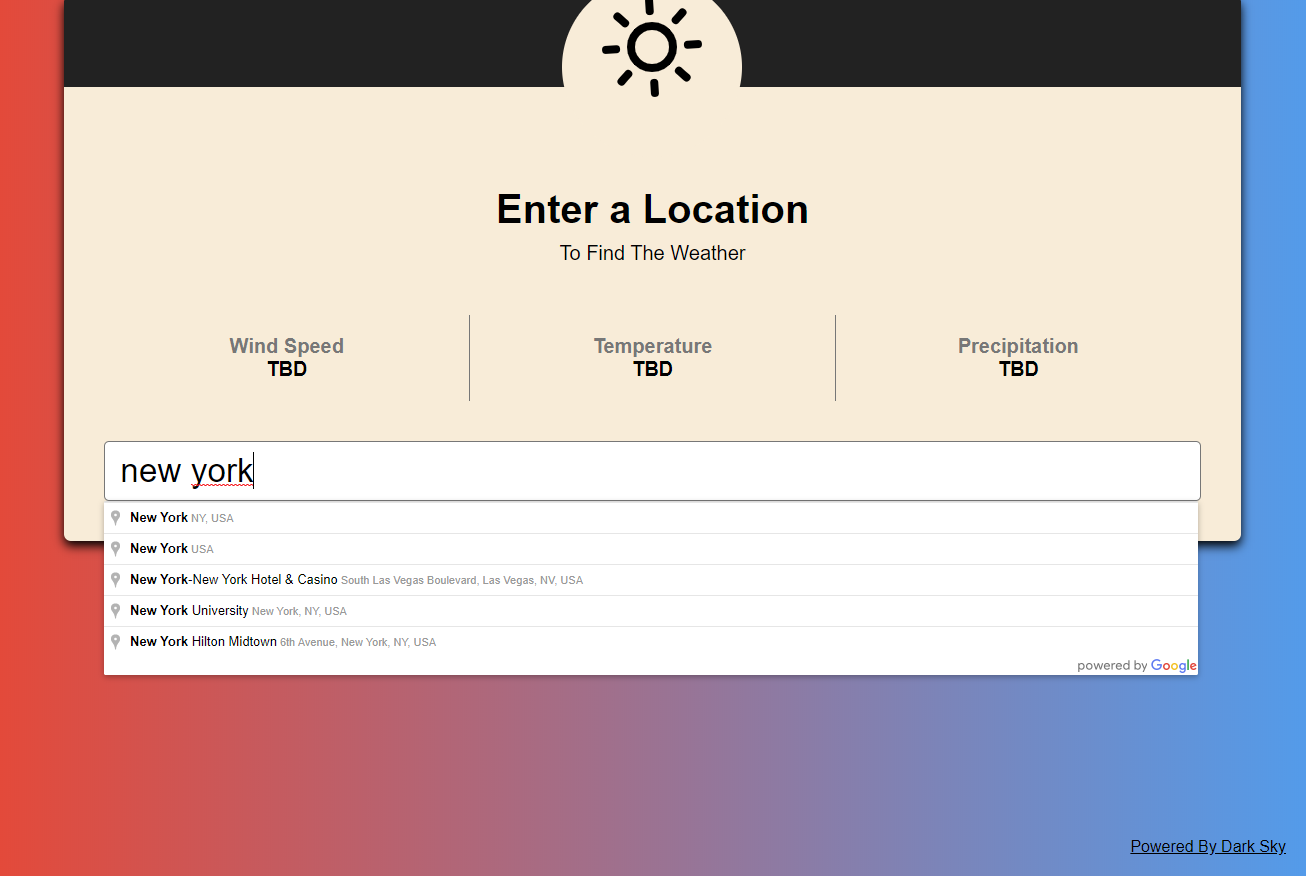 Enter a Location
To Find The Weather
Wind Speed
TBD
Temperature
TBD
Precipitation
TBD
new york
New York NY, USA
New York USA
New York-New York Hotel & Casino South Las Vegas Boulevard, Las Vegas, NV, USA
New York University New York, NY, USA
New York Hilton Midtown 6th Avenue, New York, NY, USA
powered by Google
Powered By Dark Sky